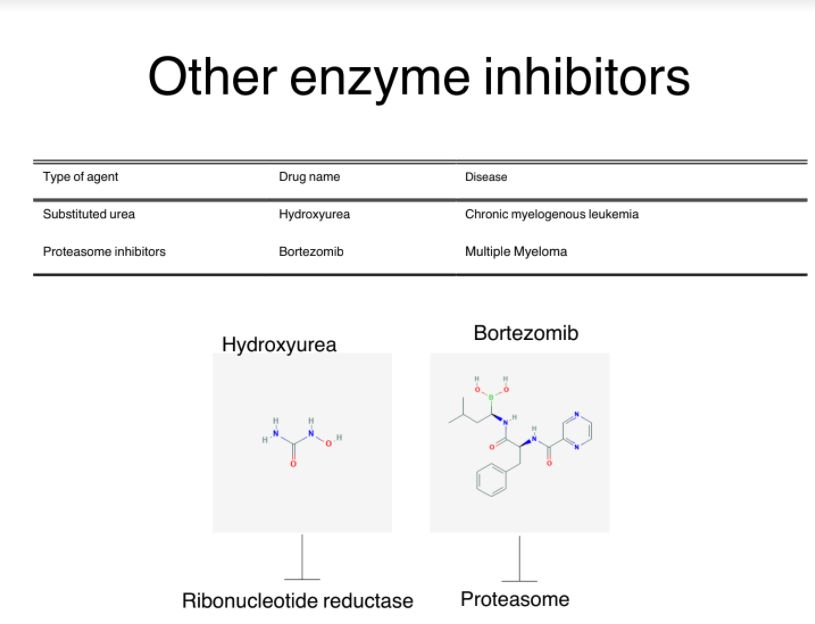 Other enzyme inhibitors
Type of agent Drug name Disease
Substituted urea Hydroxyurea Chronic myelogenous leukemia
Proteasome inhibitors Bortezomib Multiple Myeloma
Hydroxyurea Bortezomib
H H
O O
B
H H
H N N O H
O
N H
O
H
N
O
N
N
Ribonucleotide reductase Proteasome